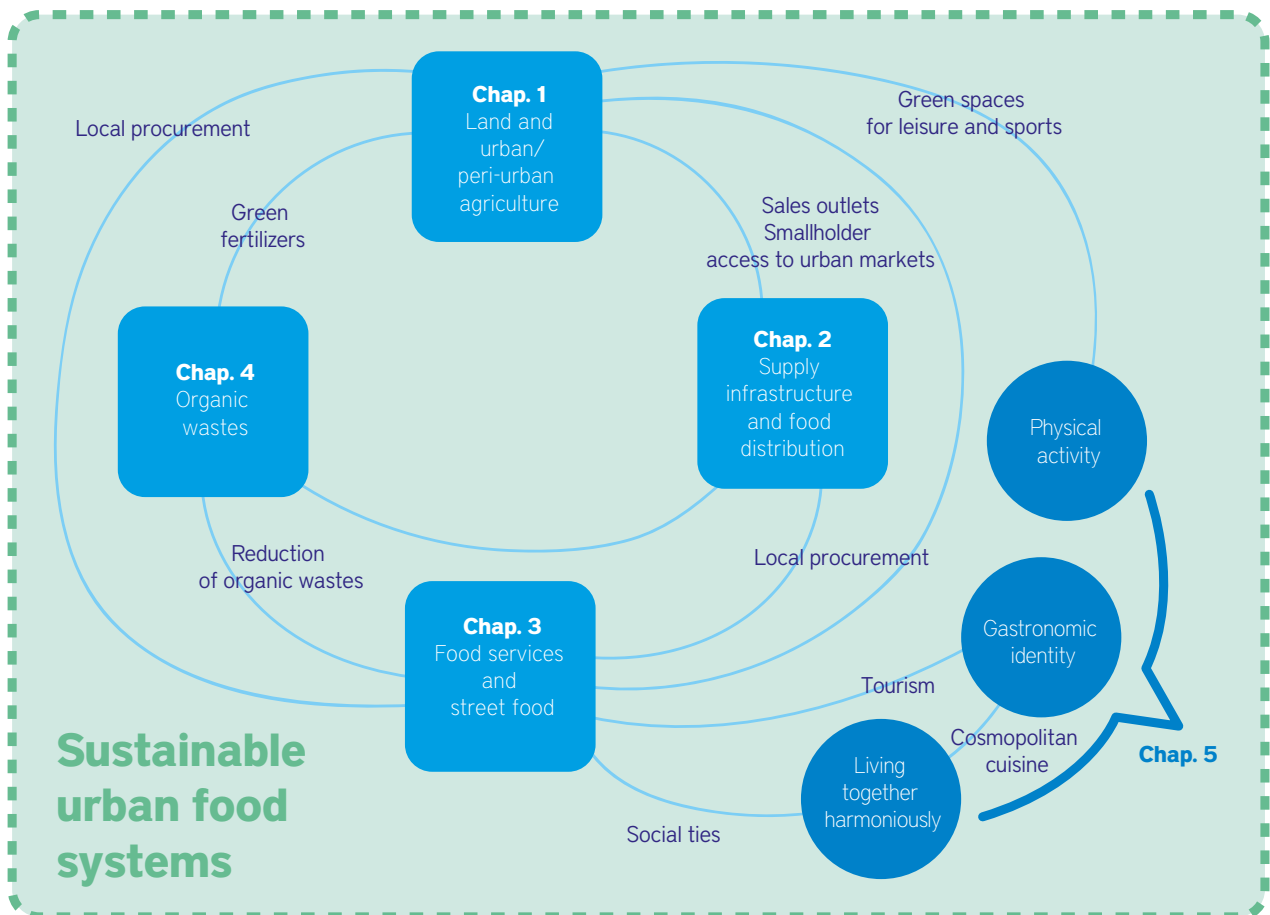 Chap. 1
Land and
urban/
peri-urban
agriculture
Local procurement
Green spaces
for leisure and sports
Green
fertilizers
Sales outlets
Smallholder
access to urban markets
Chap. 4
Organic
wastes
Chap. 2
Supply
infrastructure
and food
distribution
Physical
activity
Reduction
of organic wastes
Local procurement
Chap. 3
Food services
and
street food
Gastronomic
identity
Tourism
Cosmopolitan
cuisine
Chap. 5
Living
together
harmoniously
Social ties
Sustainable
urban food
systems